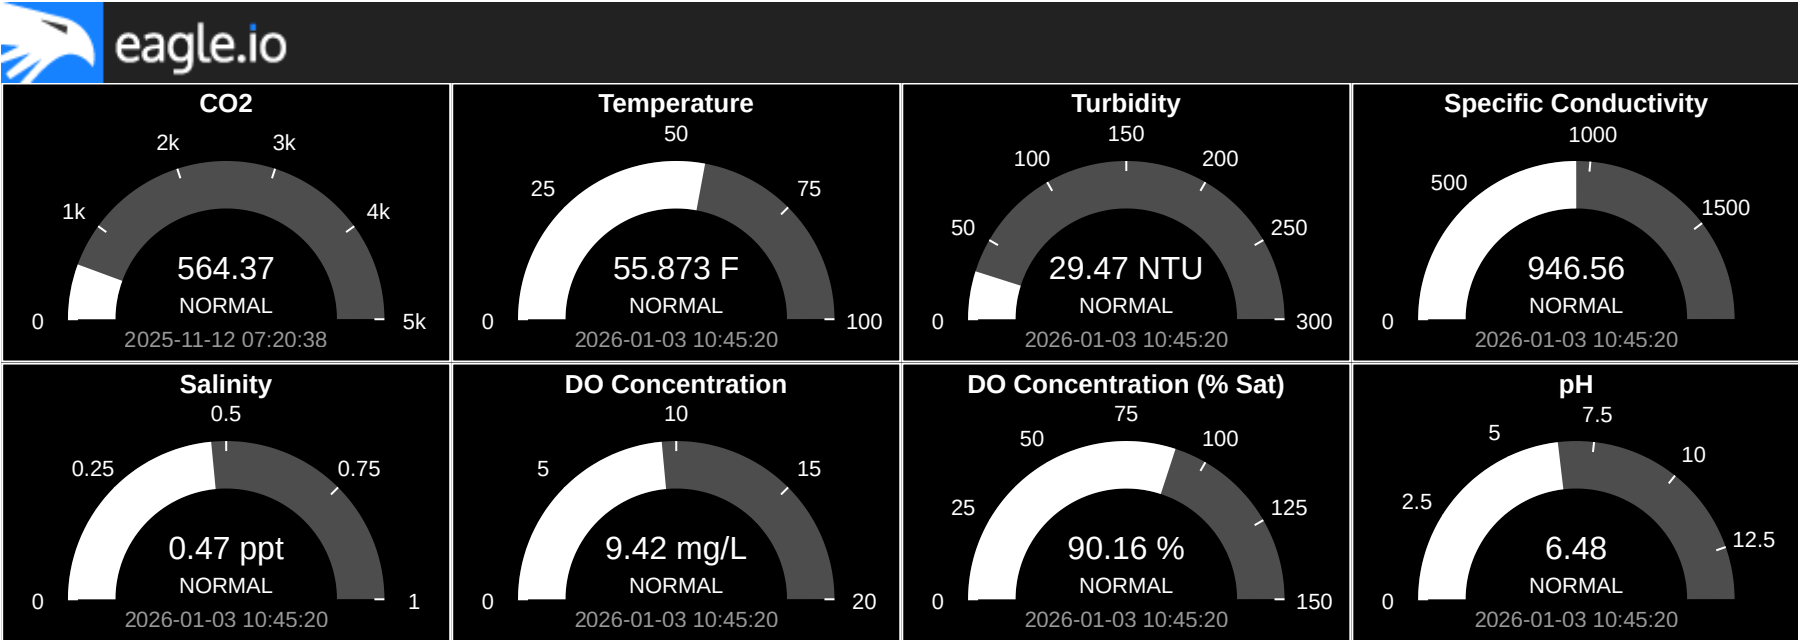 eagle.io
CO2
0
1k
2k
3k
4k
5k
564.37
NORMAL
2025-11-12 07:20:38
Temperature
0
25
50
75
100
55.873 F
NORMAL
2026-01-03 10:45:20
Turbidity
0
50
100
150
200
250
300
29.47 NTU
NORMAL
2026-01-03 10:45:20
Specific Conductivity
0
500
1000
1500
946.56
NORMAL
2026-01-03 10:45:20
Salinity
0
0.25
0.5
0.75
1
0.47 ppt
NORMAL
2026-01-03 10:45:20
DO Concentration
0
5
10
15
20
9.42 mg/L
NORMAL
2026-01-03 10:45:20
DO Concentration (% Sat)
0
25
50
75
100
125
150
90.16 %
NORMAL
2026-01-03 10:45:20
pH
0
2.5
5
7.5
10
12.5
6.48
NORMAL
2026-01-03 10:45:20